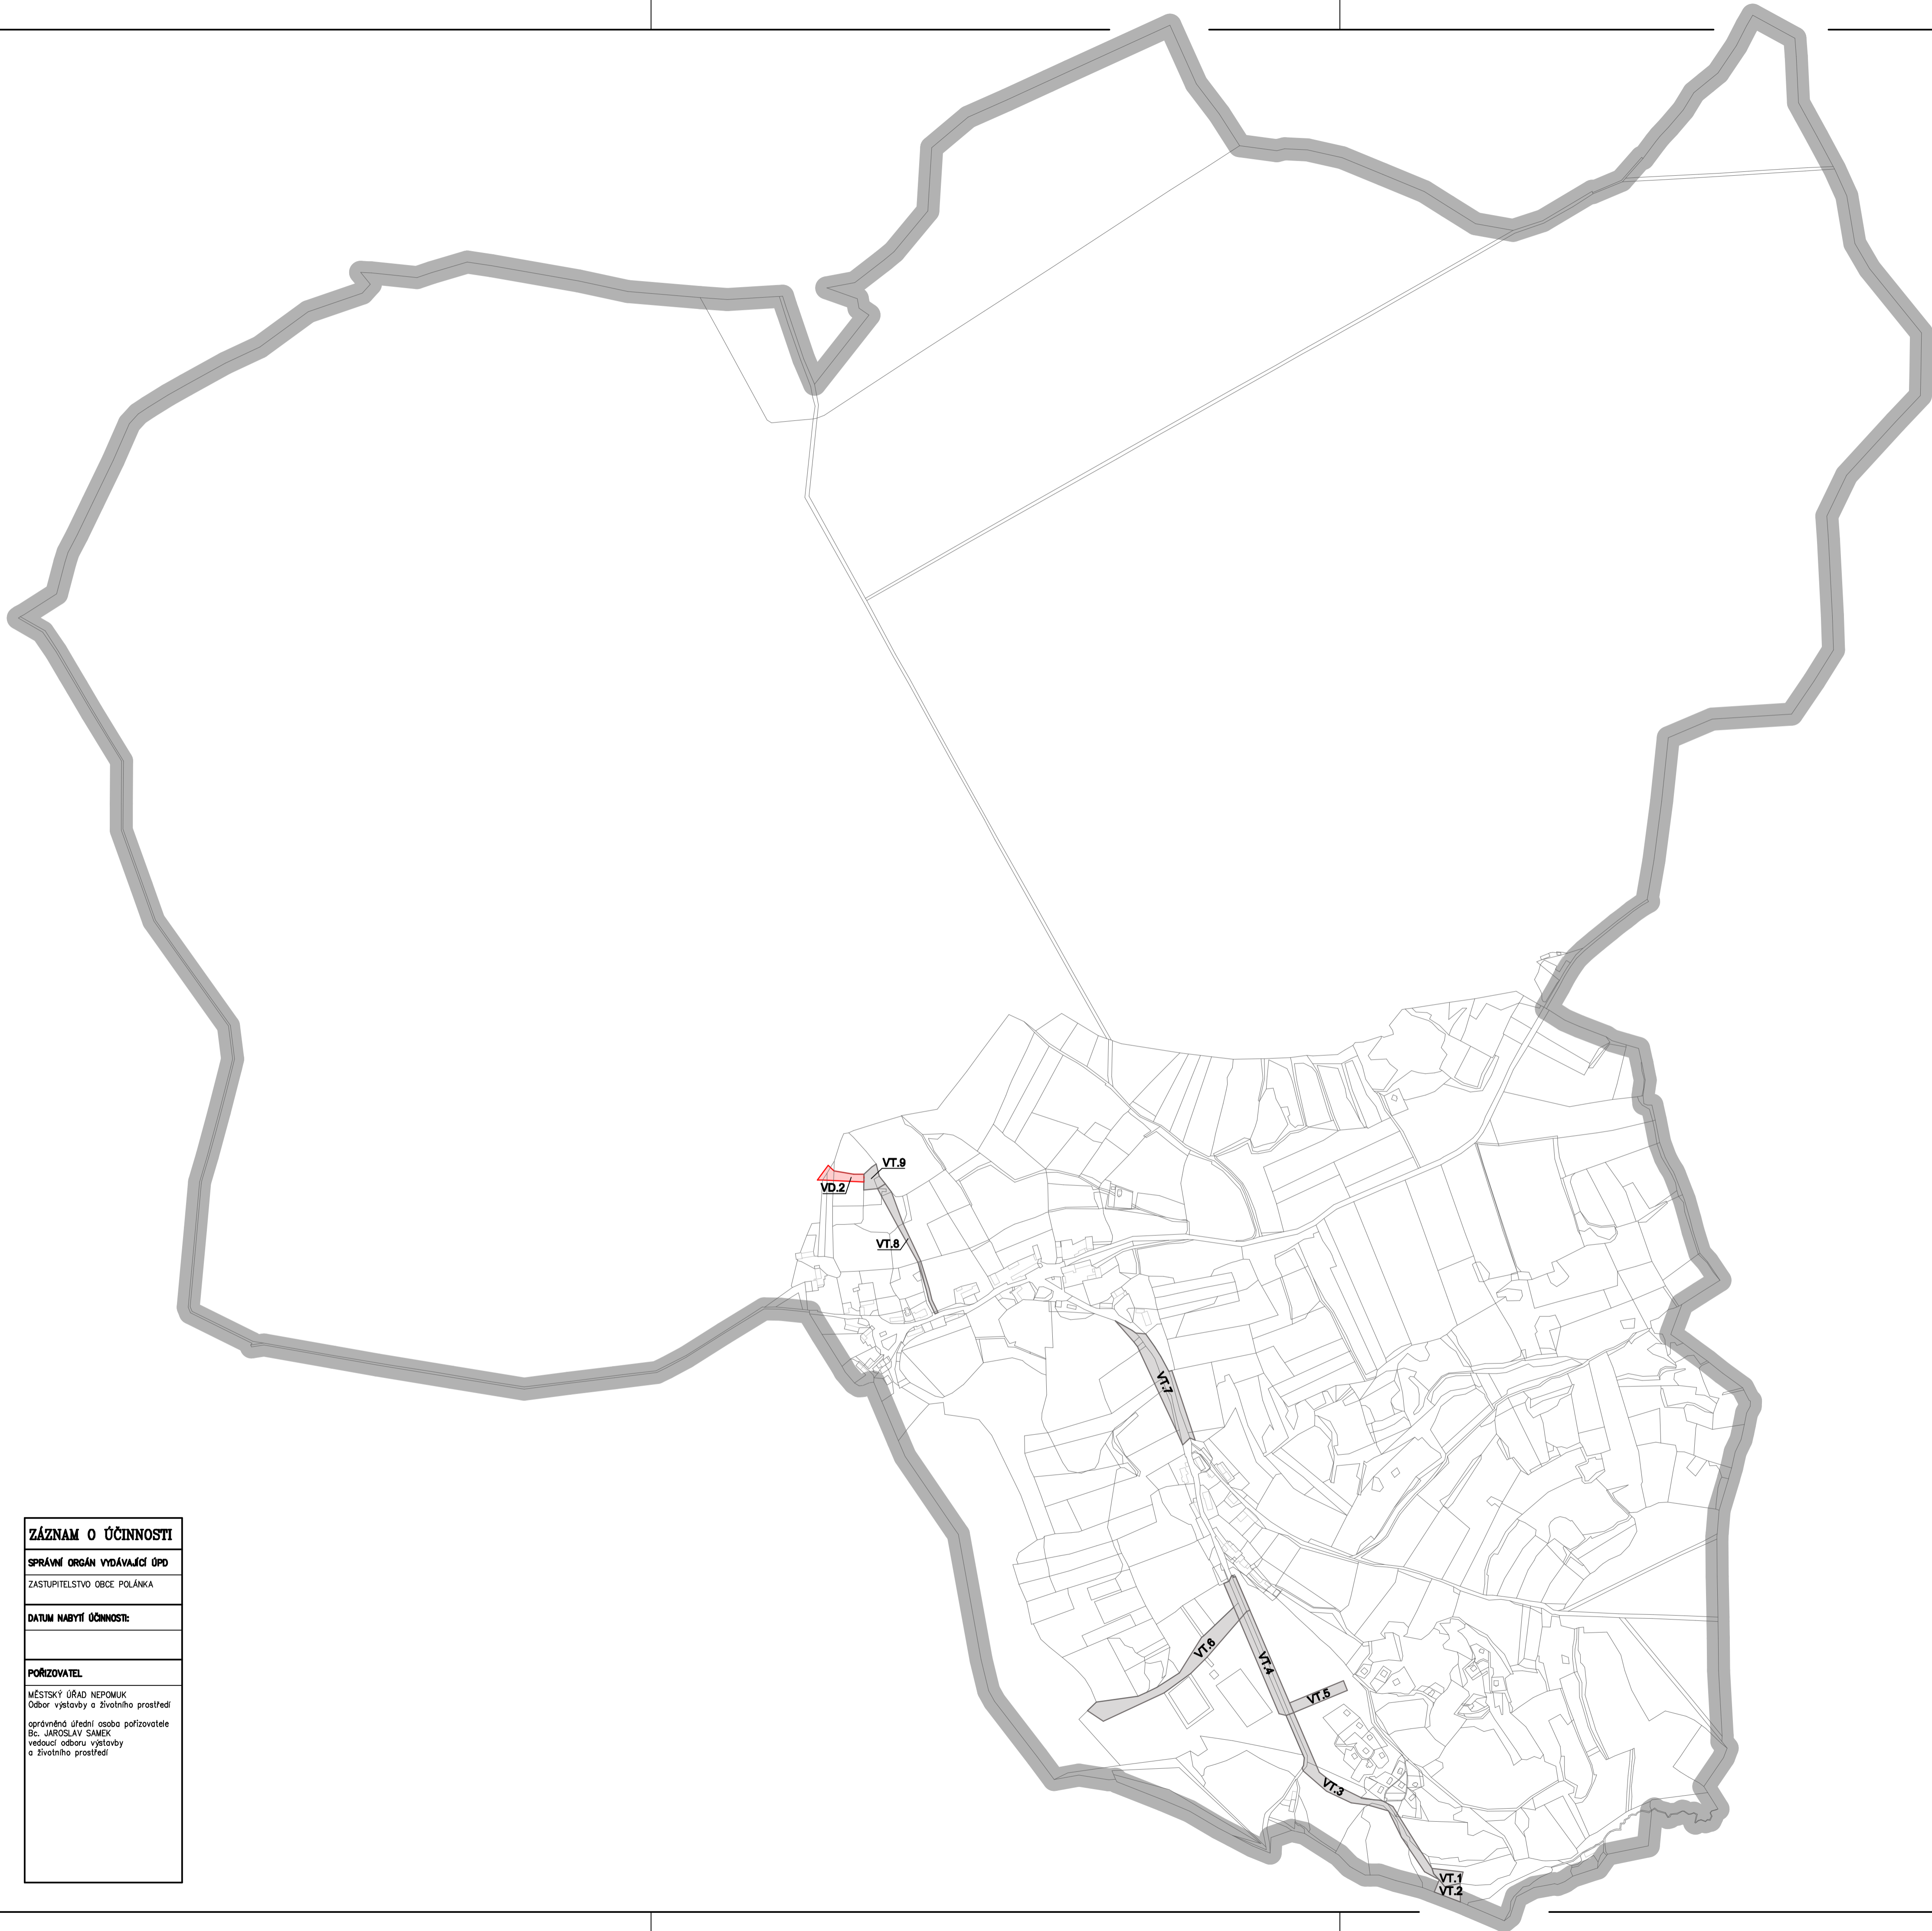 VT.9
VD.2
VT.8
VT.7
VT.6
VT.4
VT.5
VT.3
VT.1
VT.2
ZÁZNAM O ÚČINNOSTI
SPRÁVNÍ ORGÁN VYDÁVAJÍCÍ ÚPD
ZASTUPITELSTVO OBCE POLÁNKA
DATUM NABYTÍ ÚČINNOSTI:
POŘIZOVATEL
MĚSTSKÝ ÚŘAD NEPOMUK
Odbor výstavby a životního prostředí
oprávněná úřední osoba pořizovatele
Bc. JAROSLAV SAMEK
vedoucí odboru výstavby
a životního prostředí